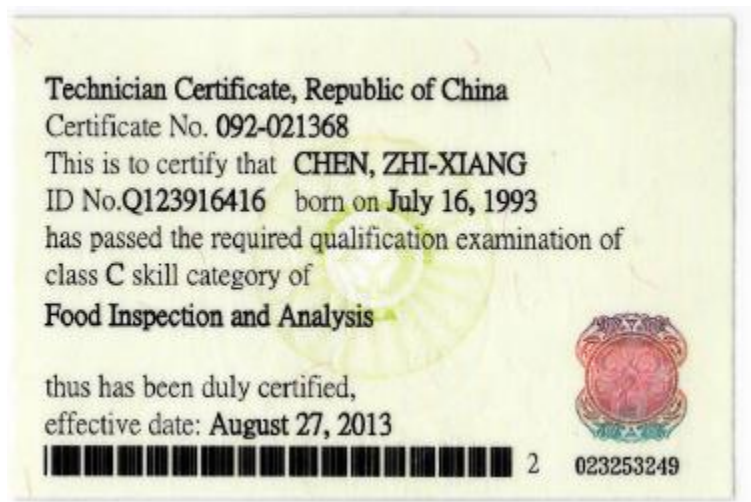 Technician Certificate, Republic of China
Certificate No. 092-021368
This is to certify that CHEN, ZHI-XIANG
ID No.Q123916416 born on July 16, 1993
has passed the required qualification examination of
class C skill category of
Food Inspection and Analysis
thus has been duly certified,
effective date: August 27, 2013
2 023253249